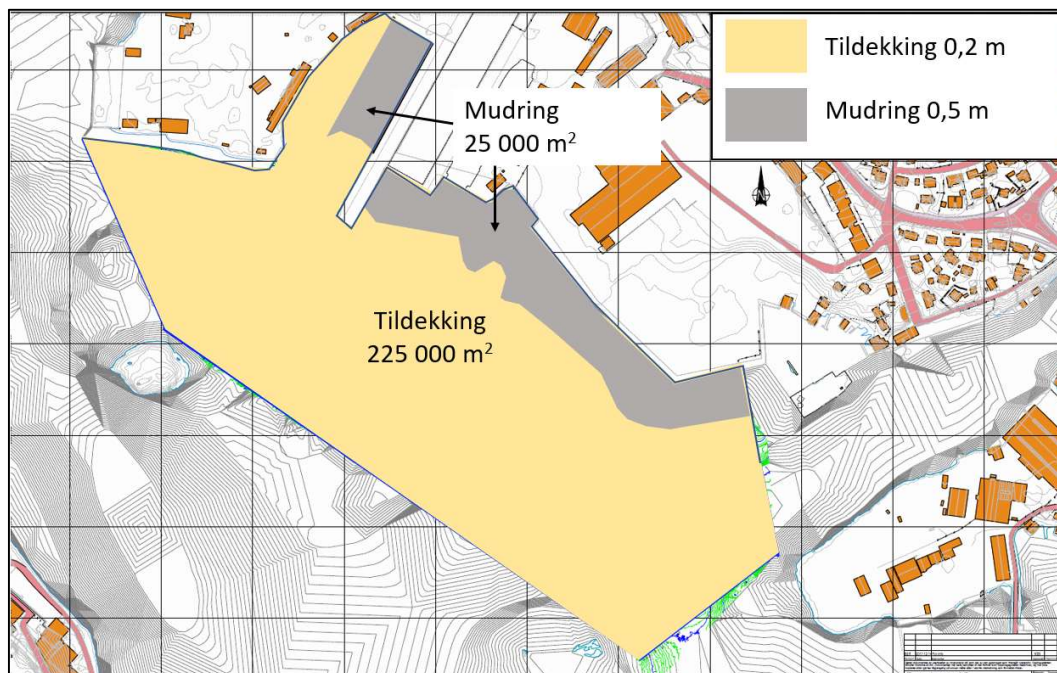 Tildekking 0,2 m
Mudring 0,5 m
Mudring
25 000 m²
Tildekking
225 000 m²
N